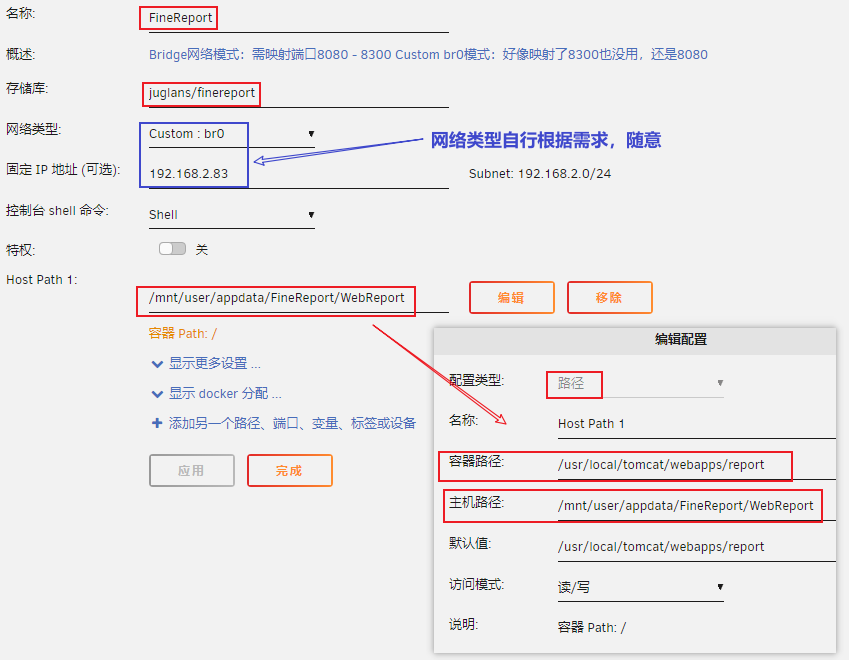 名称:
FineReport
概述:
Bridge网络模式：需映射端口8080 - 8300 Custom br0模式：好像映射了8300也没用，还是8080
存储库:
juglans/finereport
网络类型:
Custom : br0
网络类型自行根据需求，随意
固定 IP 地址 (可选):
192.168.2.83
Subnet: 192.168.2.0/24
控制台 shell 命令:
Shell
特权:
关
Host Path 1:
/mnt/user/appdata/FineReport/WebReport
编辑
移除
容器 Path: /
显示更多设置 ...
显示 docker 分配 ...
添加另一个路径、端口、变量、标签或设备
应用
完成
编辑配置
配置类型:
路径
名称:
Host Path 1
容器路径:
/usr/local/tomcat/webapps/report
主机路径:
/mnt/user/appdata/FineReport/WebReport
默认值:
/usr/local/tomcat/webapps/report
访问模式:
读/写
说明:
容器 Path: /